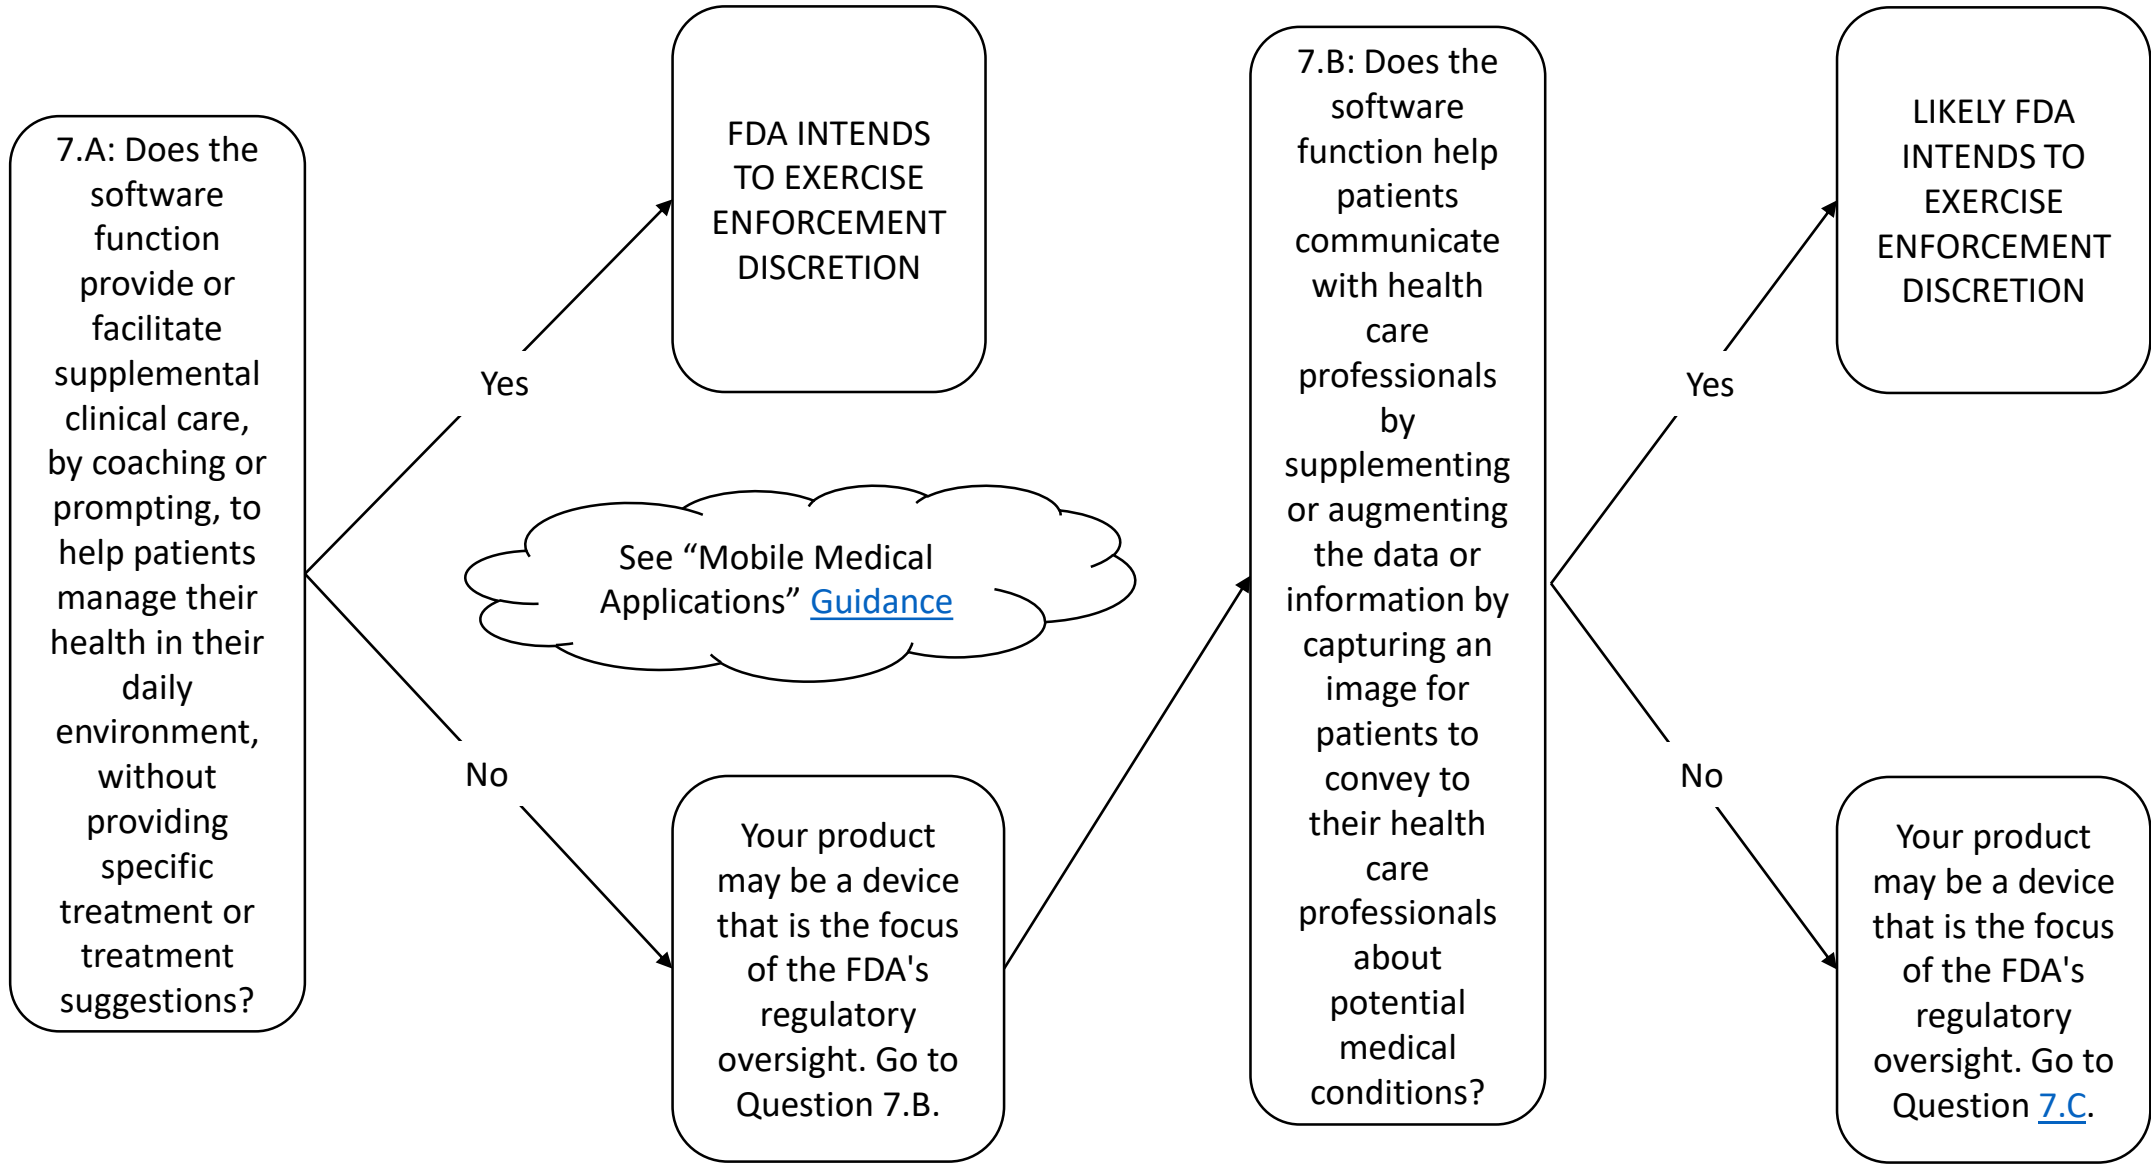 7.A: Does the
software
function
provide or
facilitate
supplemental
clinical care,
by coaching or
prompting, to
help patients
manage their
health in their
daily
environment,
without
providing
specific
treatment or
treatment
suggestions?
Yes
No
FDA INTENDS
TO EXERCISE
ENFORCEMENT
DISCRETION
See “Mobile Medical
Applications” Guidance
Your product
may be a device
that is the focus
of the FDA's
regulatory
oversight. Go to
Question 7.B.
7.B: Does the
software
function help
patients
communicate
with health
care
professionals
by
supplementing
or augmenting
the data or
information by
capturing an
image for
patients to
convey to
their health
care
professionals
about
potential
medical
conditions?
Yes
No
LIKELY FDA
INTENDS TO
EXERCISE
ENFORCEMENT
DISCRETION
Your product
may be a device
that is the focus
of the FDA's
regulatory
oversight. Go to
Question 7.C.